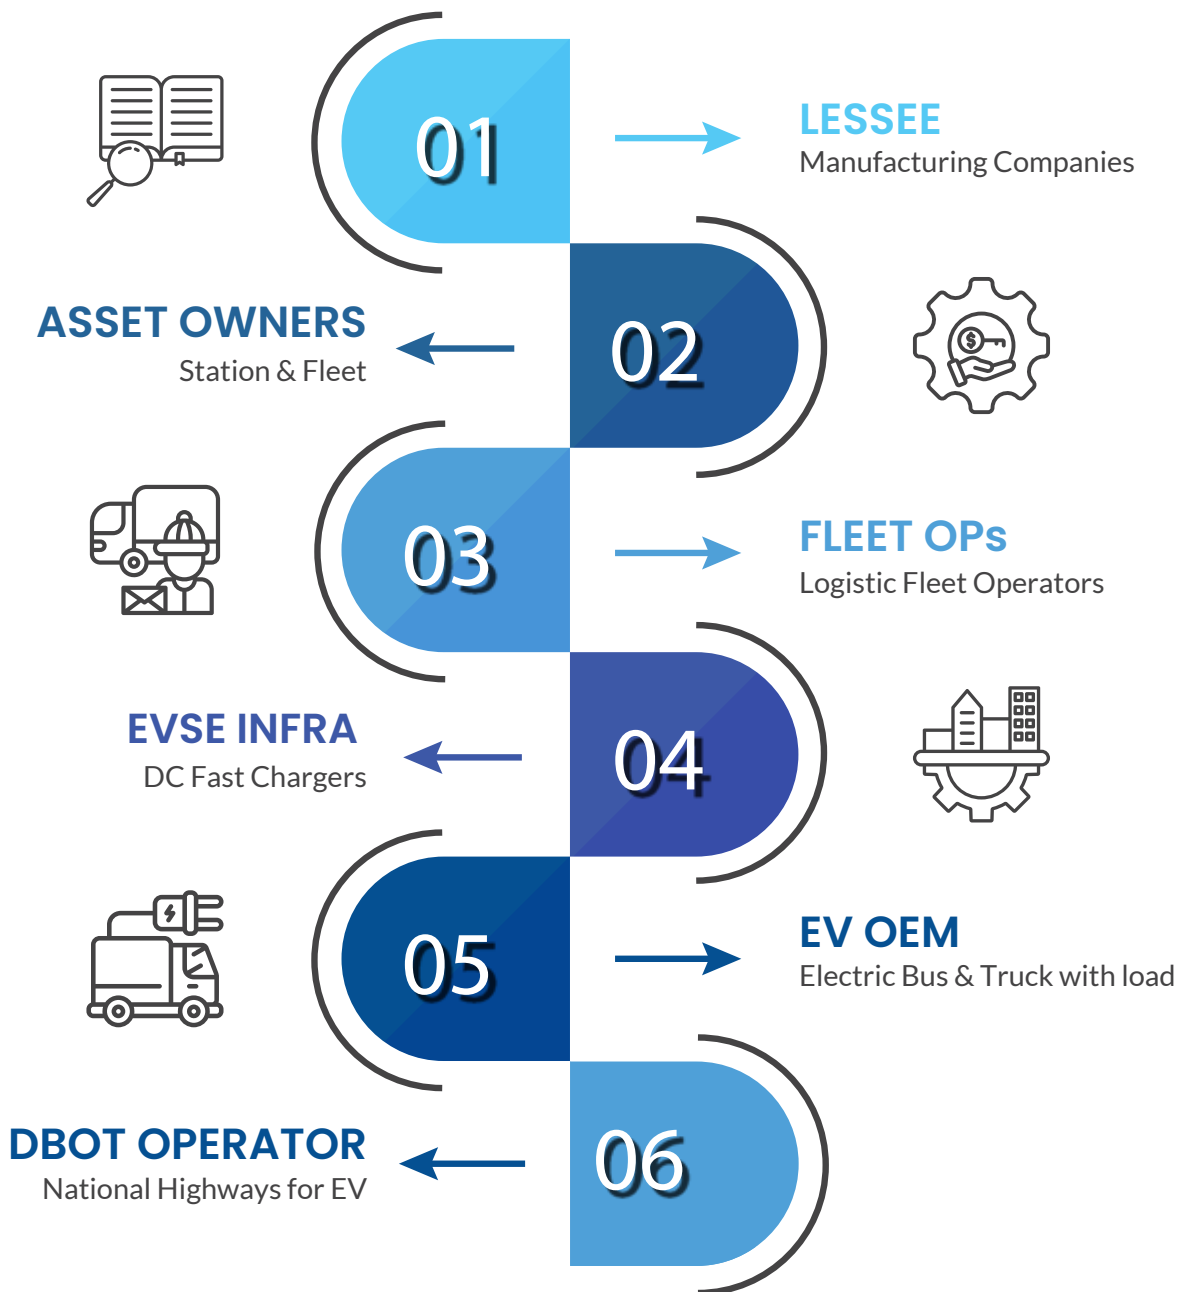 01
LESSEE
Manufacturing Companies
ASSET OWNERS
Station & Fleet
02
03
FLEET OPs
Logistic Fleet Operators
EVSE INFRA
DC Fast Chargers
04
05
EV OEM
Electric Bus & Truck with load
DBOT OPERATOR
National Highways for EV
06